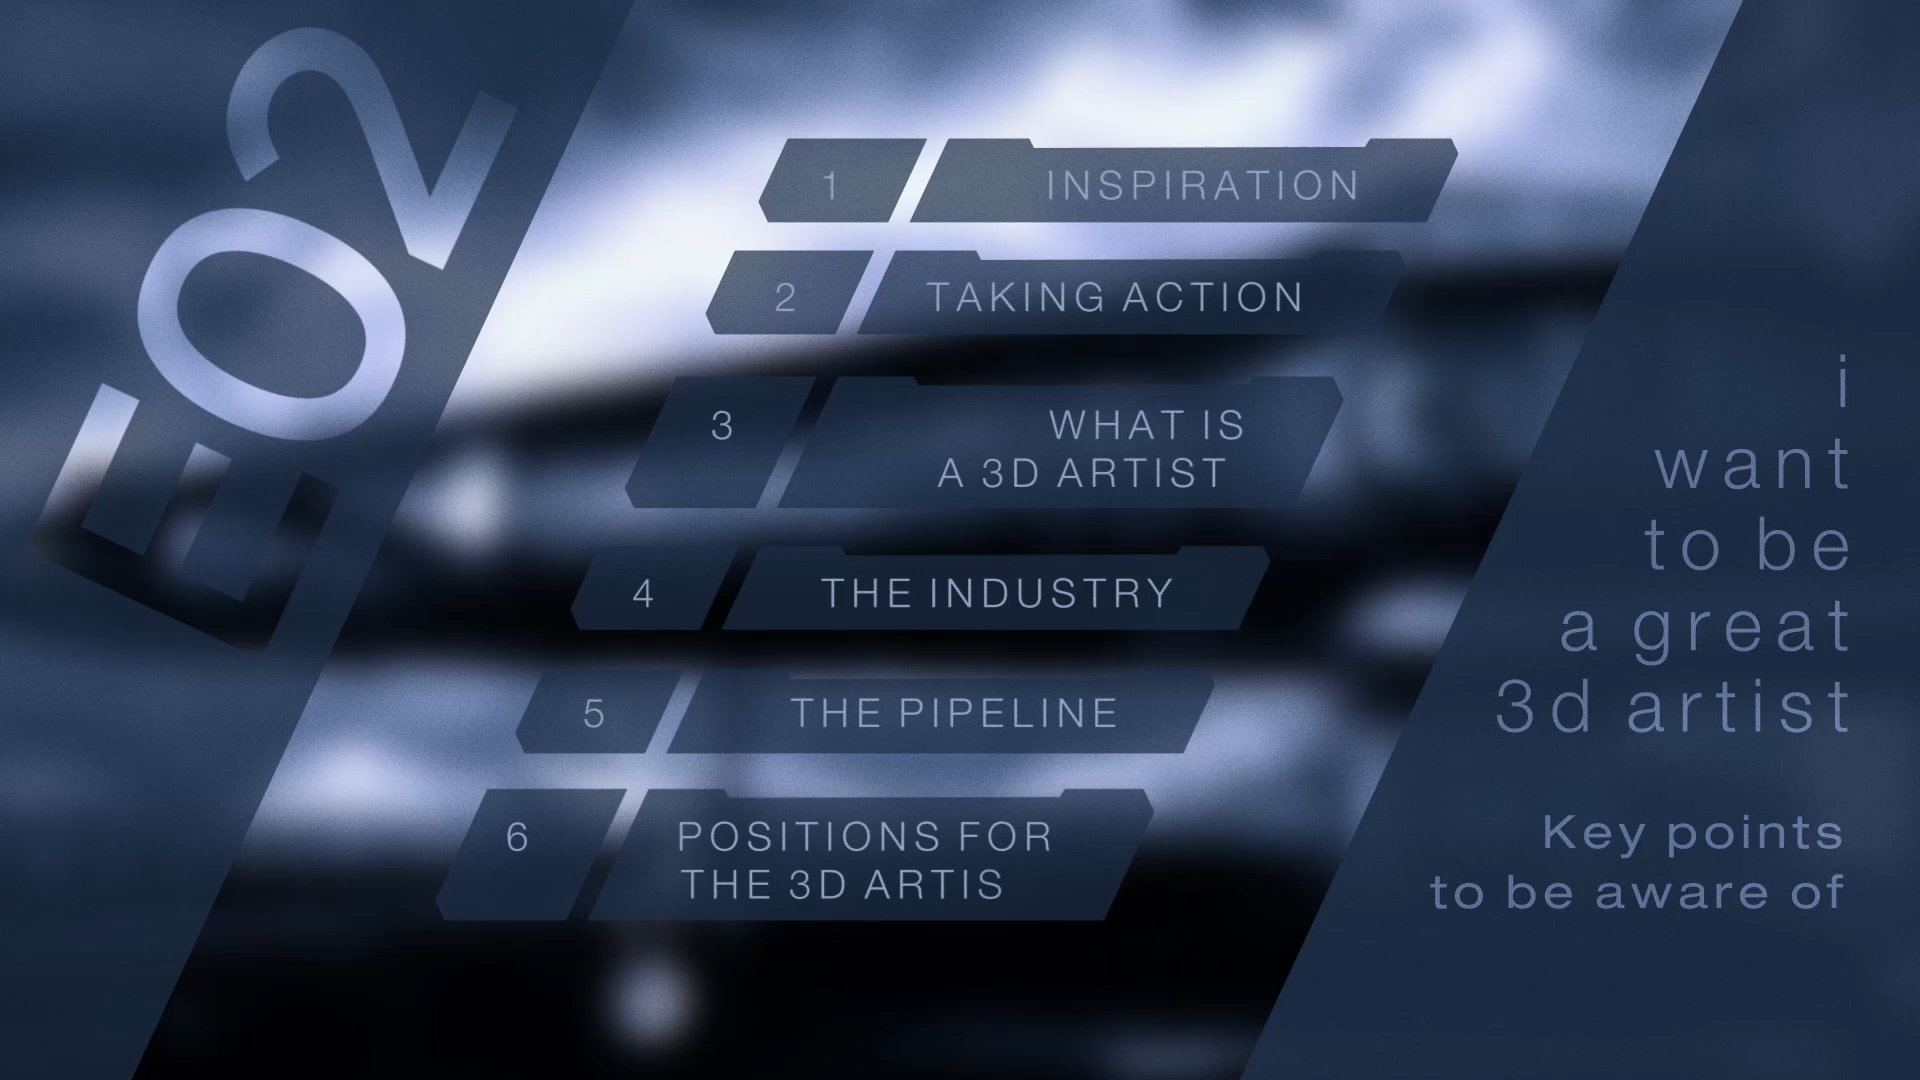 E02
1 INSPIRATION
2 TAKING ACTION
3 WHAT IS
A 3D ARTIST
4 THE INDUSTRY
5 THE PIPELINE
6 POSITIONS FOR
THE 3D ARTIS
i
want
to be
a great
3d artist
Key points
to be aware of